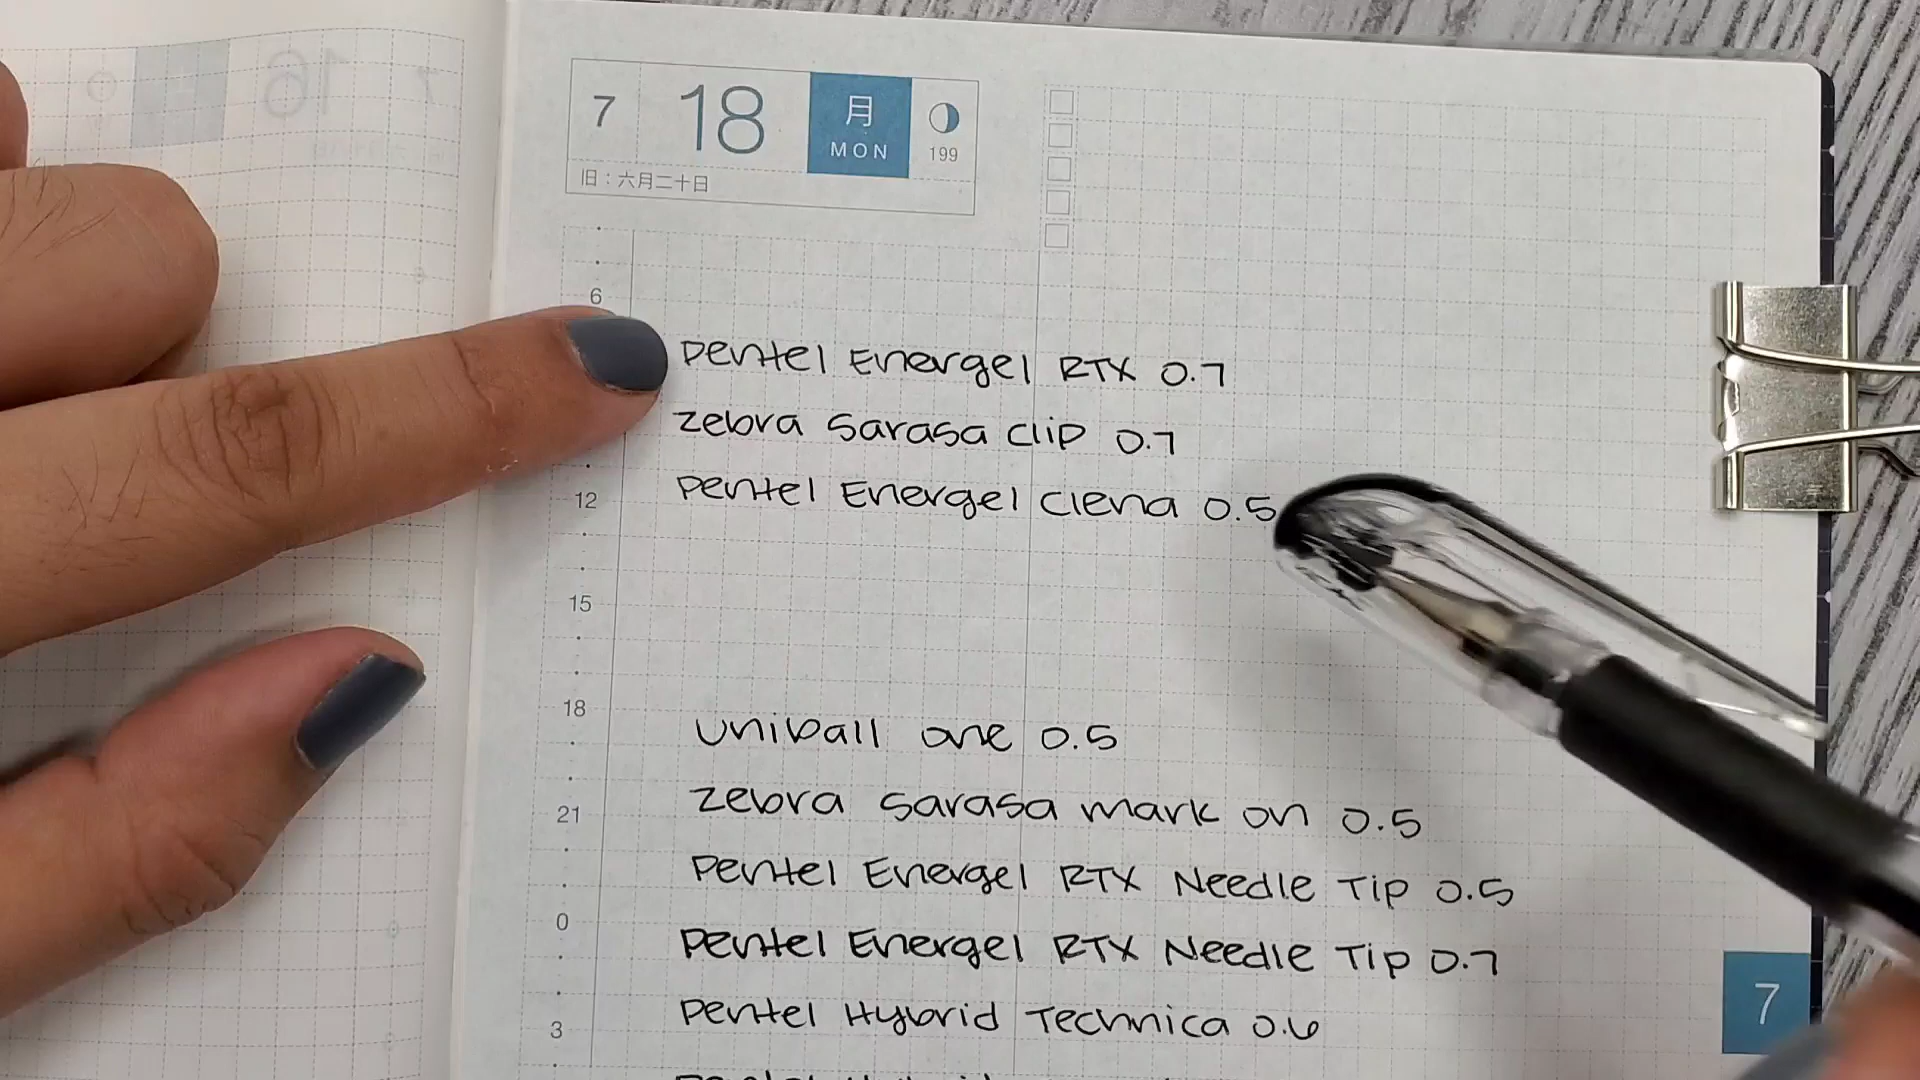 7 18 月 MON 199
旧：六月二十日
6
Pentel Energel RTX 0.7
Zebra Sarasa Clip 0.7
12 Pentel Energel Clena 0.5
15
18 Uniball one 0.5
21 Zebra Sarasa mark on 0.5
Pentel Energel RTX Needle Tip 0.5
0 Pentel Energel RTX Needle Tip 0.7
3 Pentel Hybrid Technica 0.6
7